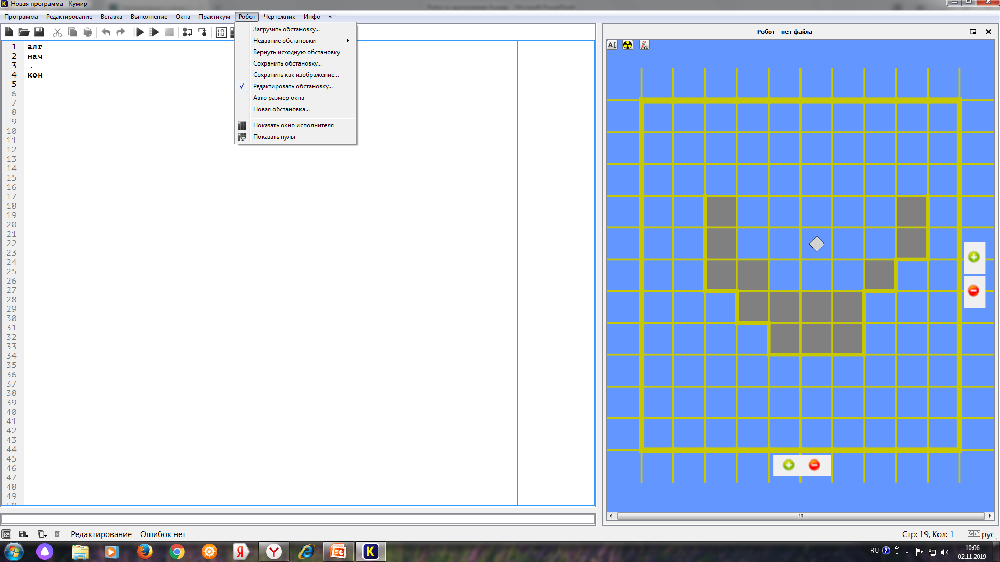 Новая программа - Кумир
Программа Редактирование Вставка Выполнение Окна Практикум Робот Чертежник Инфо »
Загрузить обстановку...
Недавние обстановки
Вернуть исходную обстановку
Сохранить обстановку...
Сохранить как изображение...
Редактировать обстановку...
Авто размер окна
Новая обстановка...
Показать окно исполнителя
Показать пульт
1 алг
2 нач
3 .
4 кон
5
6
7
8
9
10
11
12
13
14
15
16
17
18
19
20
21
22
23
24
25
26
27
28
29
30
31
32
33
34
35
36
37
38
39
40
41
42
43
44
45
46
47
48
49
50
Робот - нет файла
AI
Редактирование Ошибок нет
Стр: 19, Кол: 1 рус
RU
10:06
02.11.2019